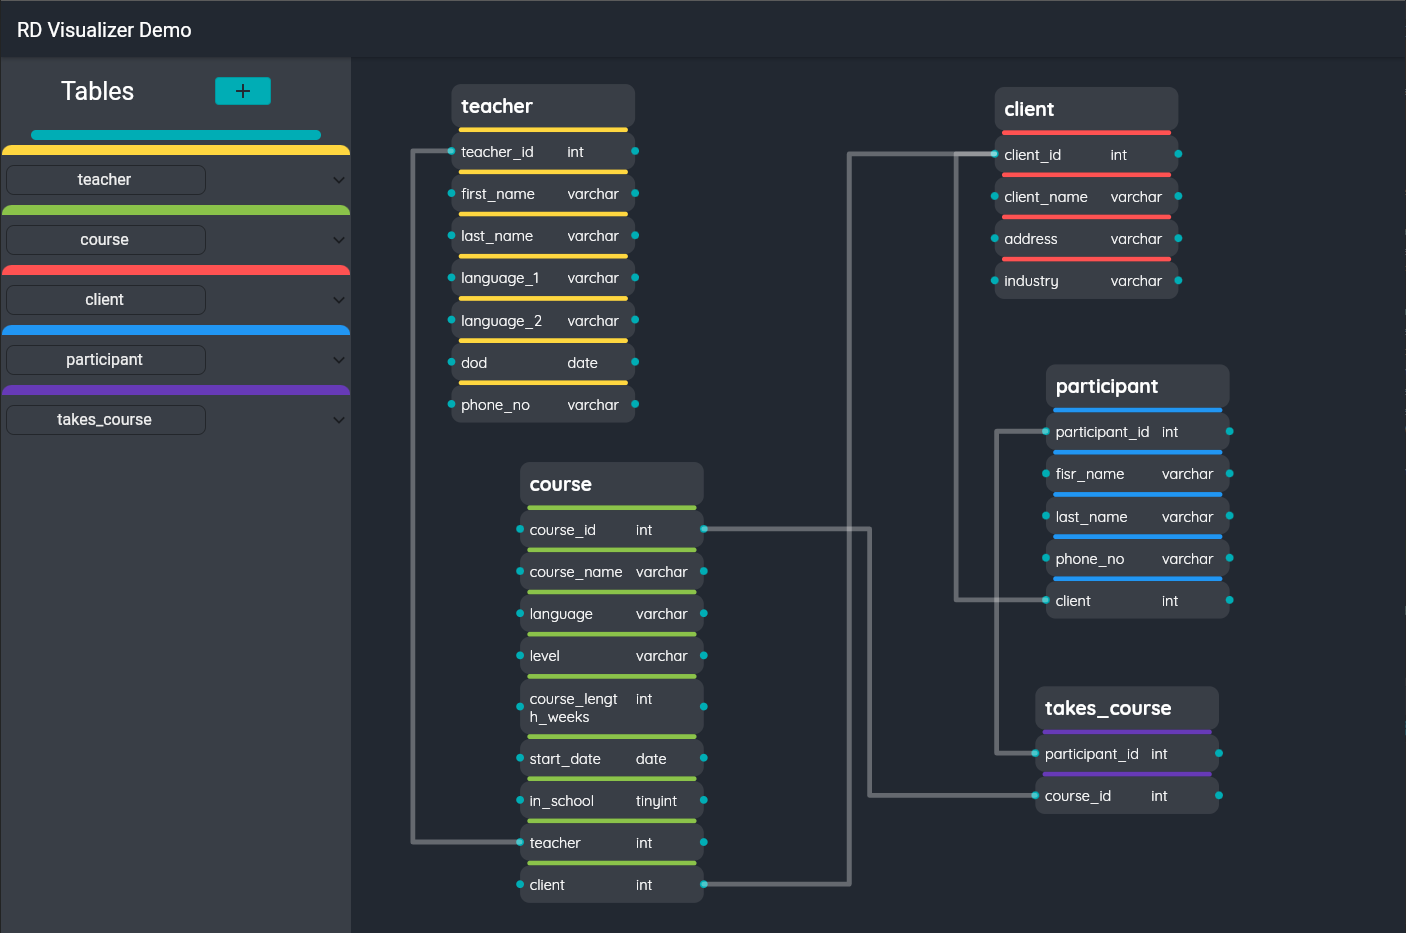 RD Visualizer Demo
Tables +
teacher
course
client
participant
takes_course
teacher
teacher_id int
first_name varchar
last_name varchar
language_1 varchar
language_2 varchar
dod date
phone_no varchar
course
course_id int
course_name varchar
language varchar
level varchar
course_lengt int
h_weeks
start_date date
in_school tinyint
teacher int
client int
client
client_id int
client_name varchar
address varchar
industry varchar
participant
participant_id int
fisr_name varchar
last_name varchar
phone_no varchar
client int
takes_course
participant_id int
course_id int